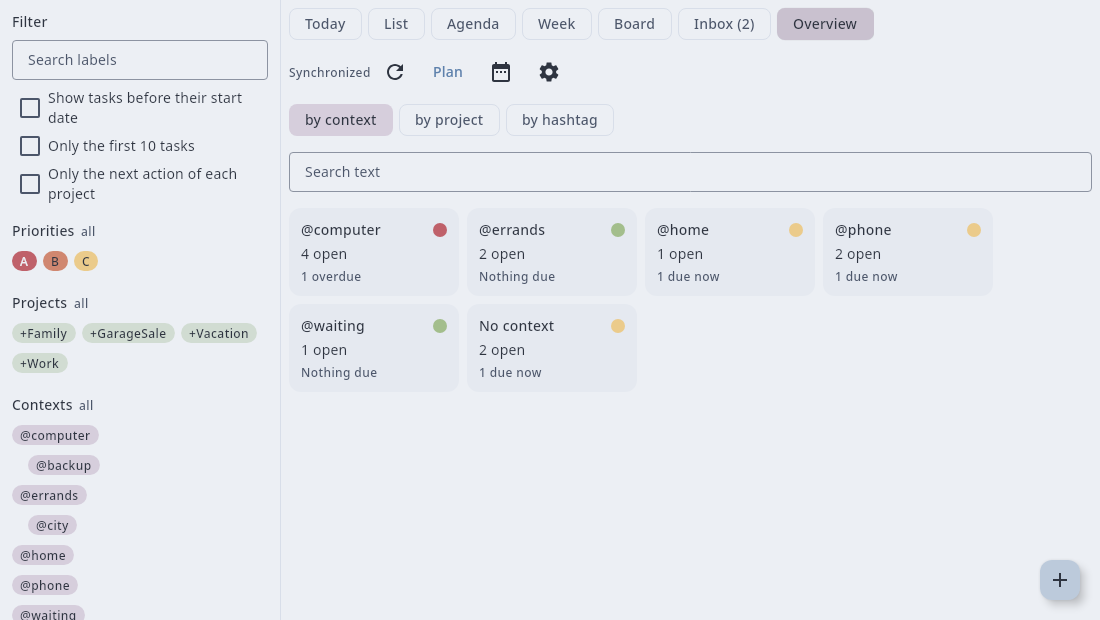 Filter
Search labels
Show tasks before their start
date
Only the first 10 tasks
Only the next action of each
project
Priorities all
A B C
Projects all
+Family +GarageSale +Vacation
+Work
Contexts all
@computer
@backup
@errands
@city
@home
@phone
@waiting
Today List Agenda Week Board Inbox (2) Overview
Synchronized Plan
by context by project by hashtag
Search text
@computer
4 open
1 overdue
@errands
2 open
Nothing due
@home
1 open
1 due now
@phone
2 open
1 due now
@waiting
1 open
Nothing due
No context
2 open
1 due now